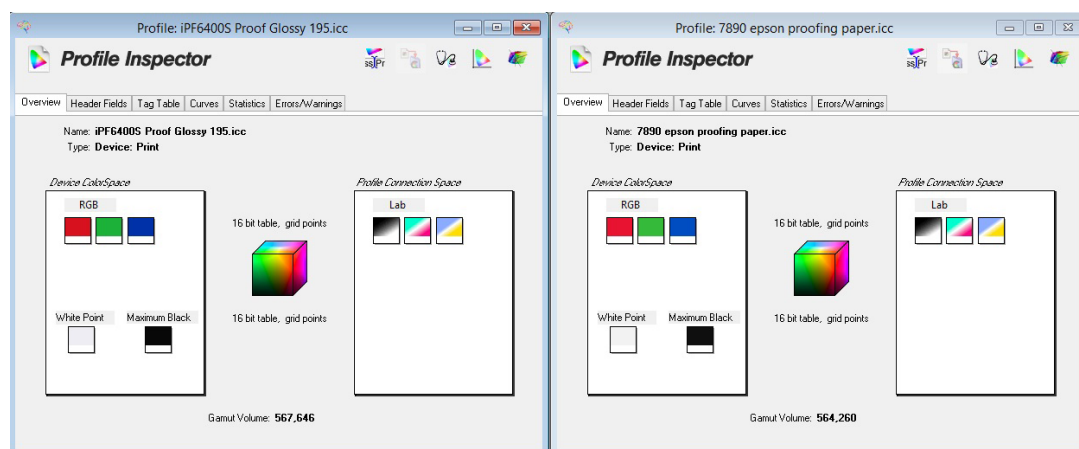 Profile: iPF6400S Proof Glossy 195.icc
Profile Inspector
ss Pr
Overview Header Fields Tag Table Curves Statistics Errors/Warnings
Name: iPF6400S Proof Glossy 195.icc
Type: Device: Print
Device ColorSpace
Profile Connection Space
RGB
Lab
16 bit table, grid points
White Point Maximum Black
16 bit table, grid points
Gamut Volume: 567,646
Profile: 7890 epson proofing paper.icc
Profile Inspector
ss Pr
Overview Header Fields Tag Table Curves Statistics Errors/Warnings
Name: 7890 epson proofing paper.icc
Type: Device: Print
Device ColorSpace
Profile Connection Space
RGB
Lab
16 bit table, grid points
White Point Maximum Black
16 bit table, grid points
Gamut Volume: 564,260